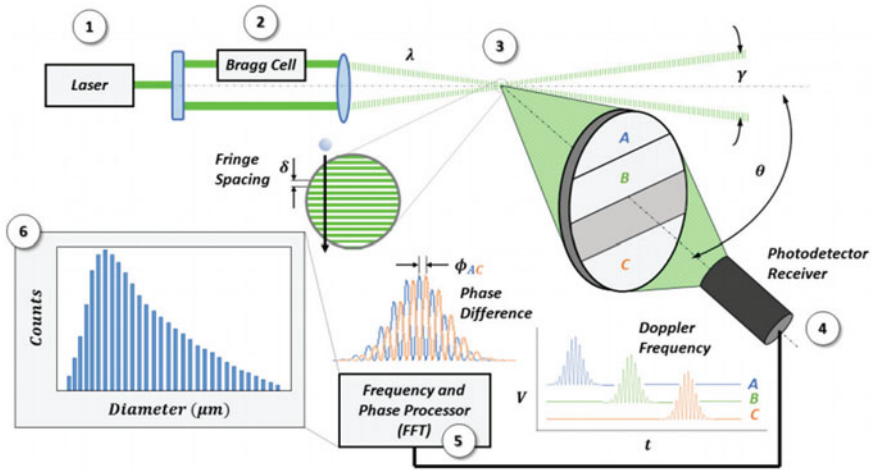 1
2
3
Laser
Bragg Cell
λ
γ
θ
A
B
C
Fringe
Spacing
δ
6
Counts
Diameter (μm)
ϕAC
Phase
Difference
Photodetector
Receiver
4
Doppler
Frequency
V
A
B
C
t
Frequency and
Phase Processor
(FFT)
5